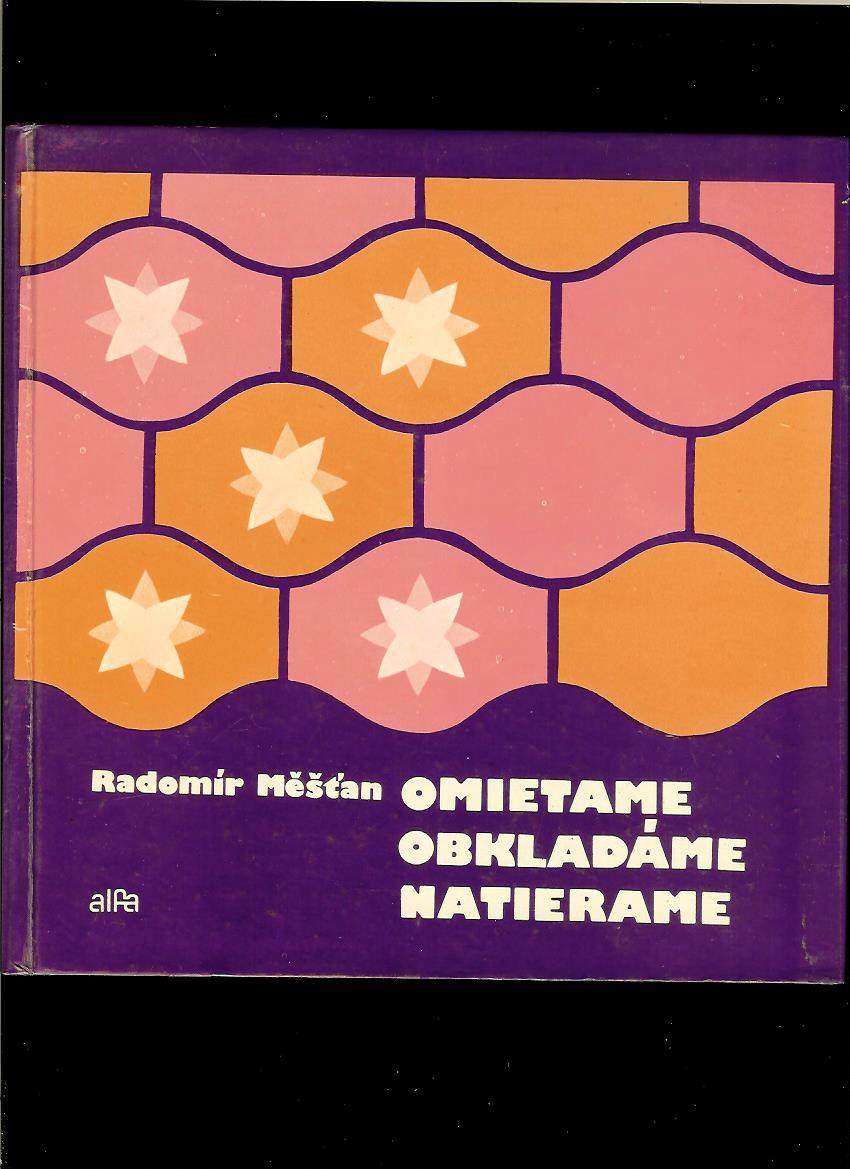 Radomír Měšťan
OMIETAME
OBKLADÁME
NATIERAME
alfa